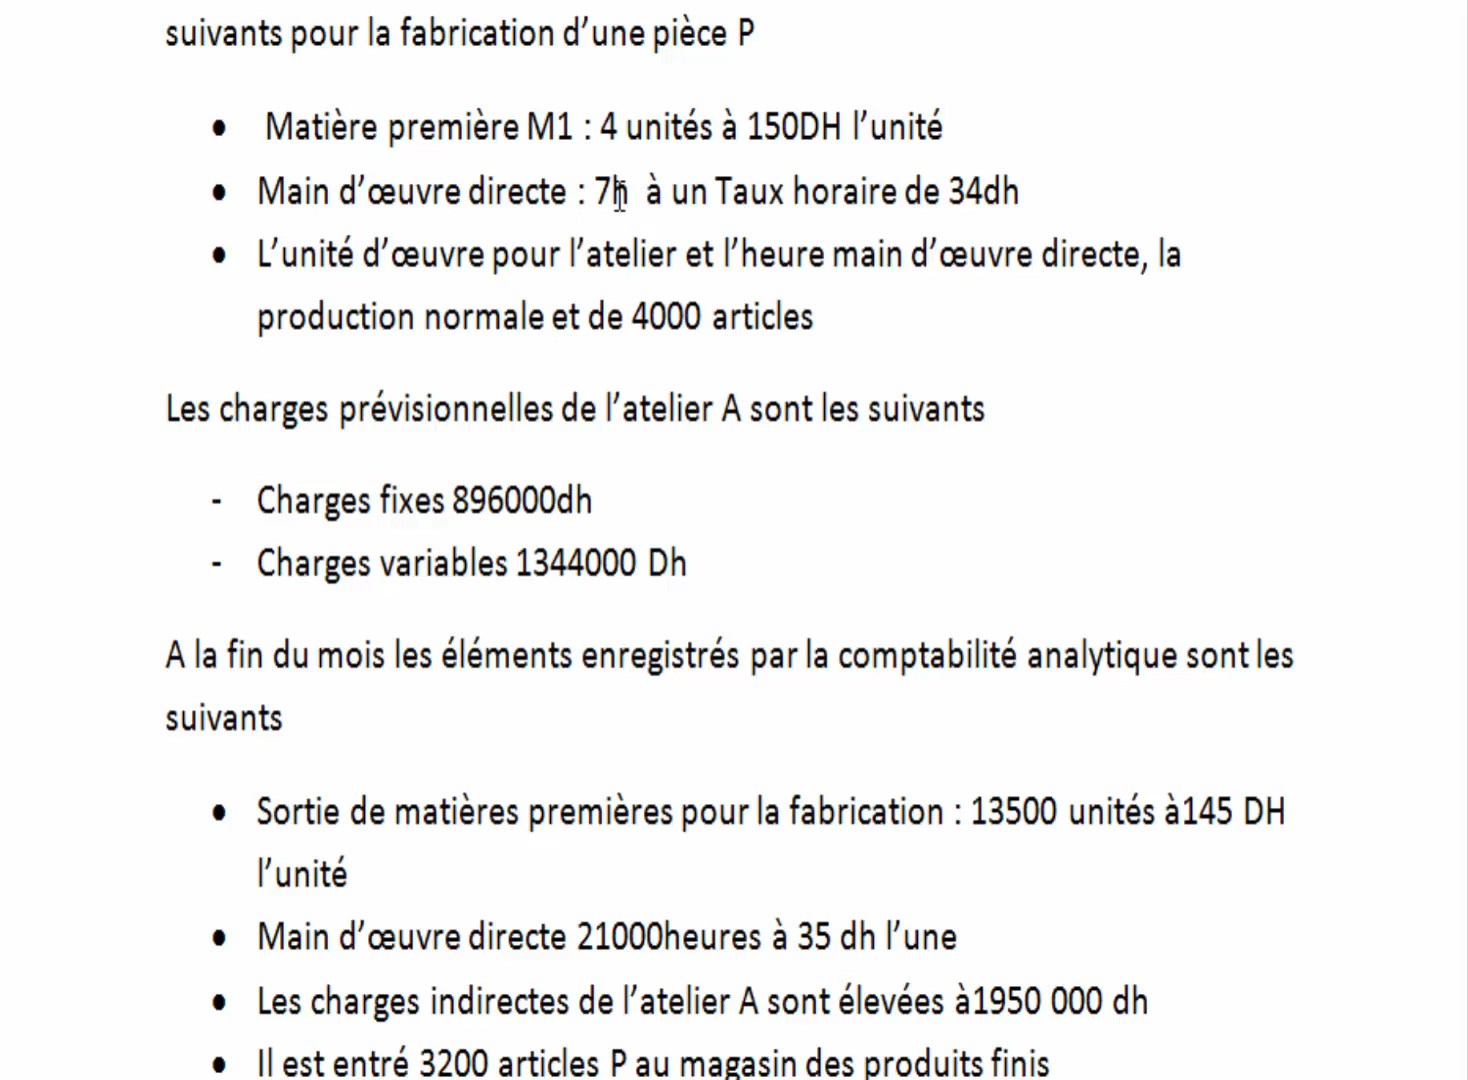 suivants pour la fabrication d’une pièce P
• Matière première M1 : 4 unités à 150DH l’unité
• Main d’œuvre directe : 7h à un Taux horaire de 34dh
• L’unité d’œuvre pour l’atelier et l’heure main d’œuvre directe, la
production normale et de 4000 articles
Les charges prévisionnelles de l’atelier A sont les suivants
- Charges fixes 896000dh
- Charges variables 1344000 Dh
A la fin du mois les éléments enregistrés par la comptabilité analytique sont les
suivants
• Sortie de matières premières pour la fabrication : 13500 unités à145 DH
l’unité
• Main d’œuvre directe 21000heures à 35 dh l’une
• Les charges indirectes de l’atelier A sont élevées à1950 000 dh
• Il est entré 3200 articles P au magasin des produits finis